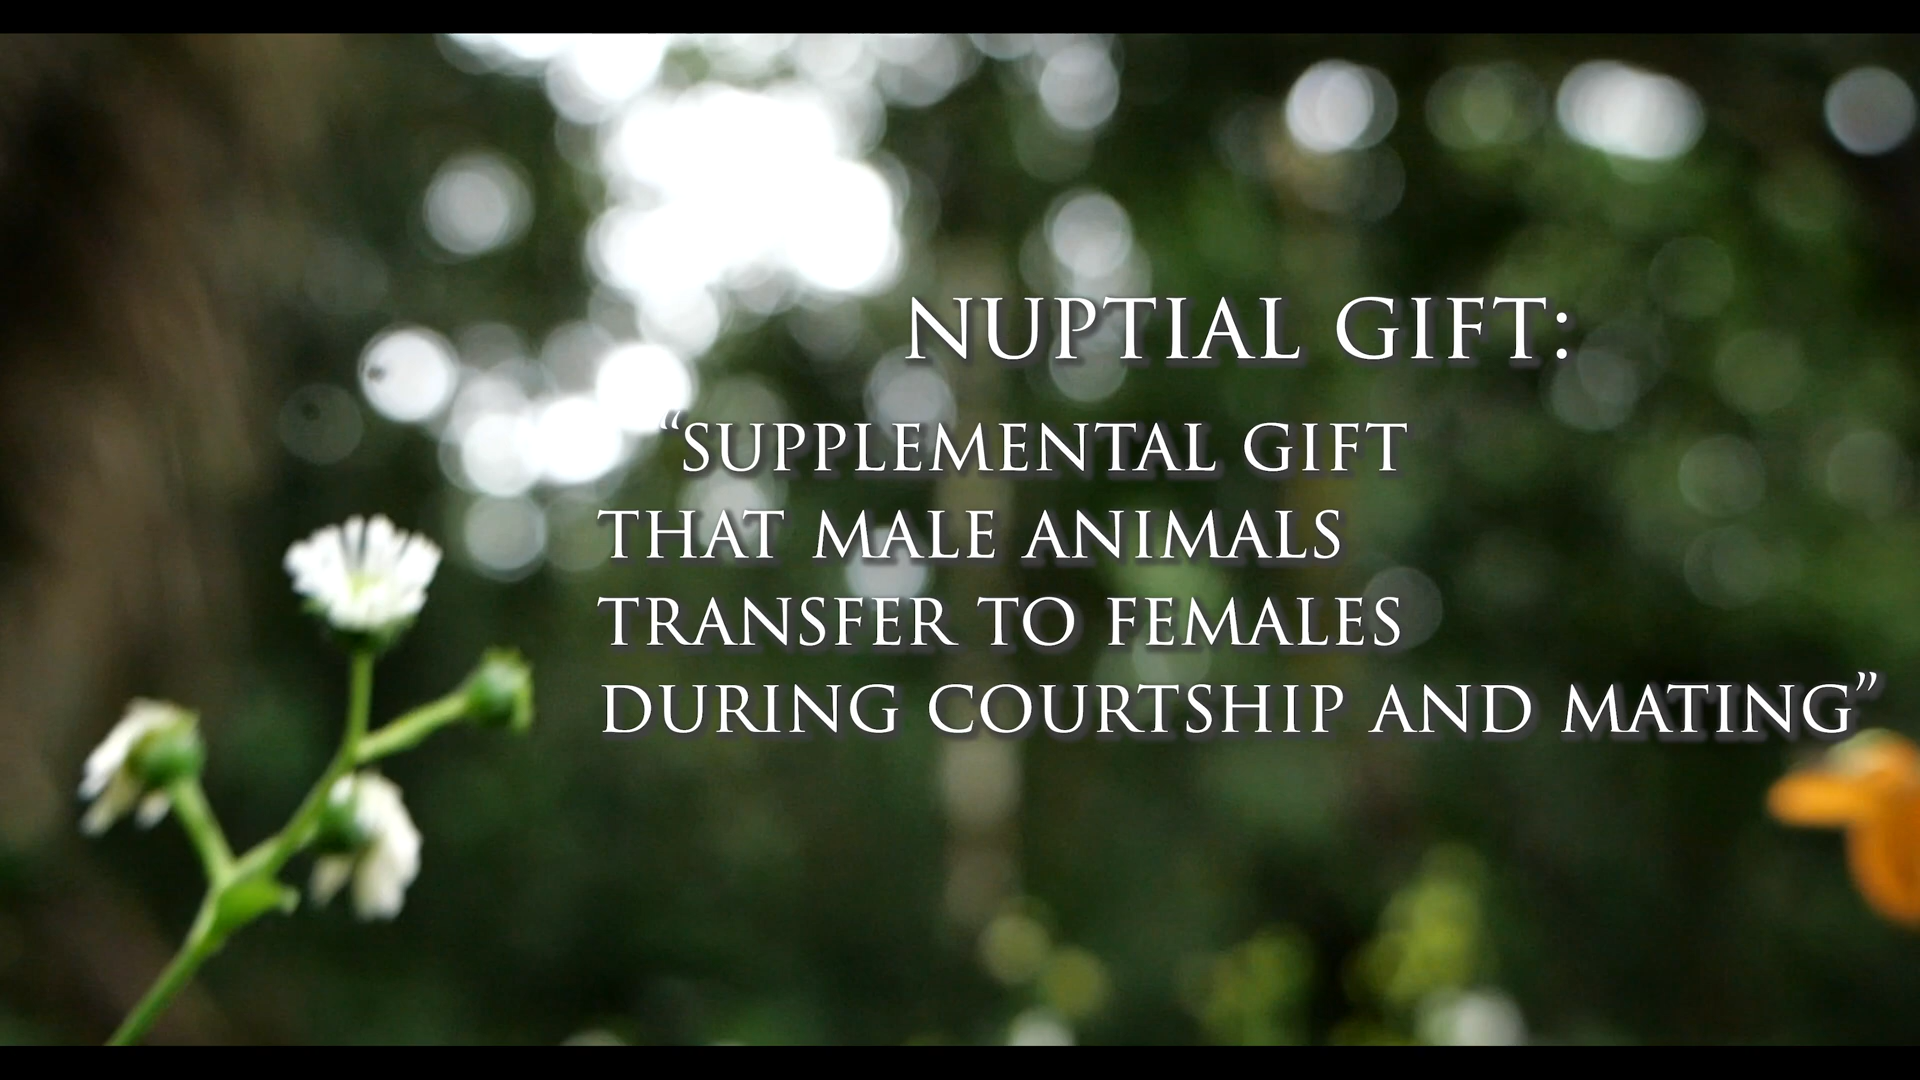 NUPTIAL GIFT:
“SUPPLEMENTAL GIFT
THAT MALE ANIMALS
TRANSFER TO FEMALES
DURING COURTSHIP AND MATING”